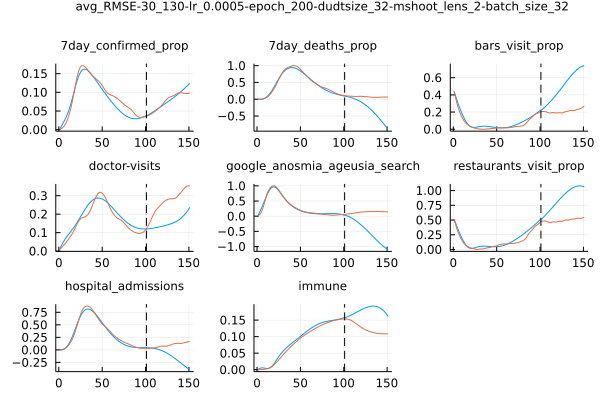 avg_RMSE-30_130-lr_0.0005-epoch_200-dudtsize_32-mshoot_lens_2-batch_size_32
7day_confirmed_prop
0.15
0.10
0.05
0.00
0 50 100 150
7day_deaths_prop
1.0
0.5
0.0
−0.5
0 50 100 150
bars_visit_prop
0.6
0.4
0.2
0.0
0 50 100 150
doctor-visits
0.3
0.2
0.1
0.0
0 50 100 150
google_anosmia_ageusia_search
1.0
0.5
0.0
−0.5
−1.0
0 50 100 150
restaurants_visit_prop
1.00
0.75
0.50
0.25
0.00
0 50 100 150
hospital_admissions
0.75
0.50
0.25
0.00
−0.25
0 50 100 150
immune
0.15
0.10
0.05
0.00
0 50 100 150